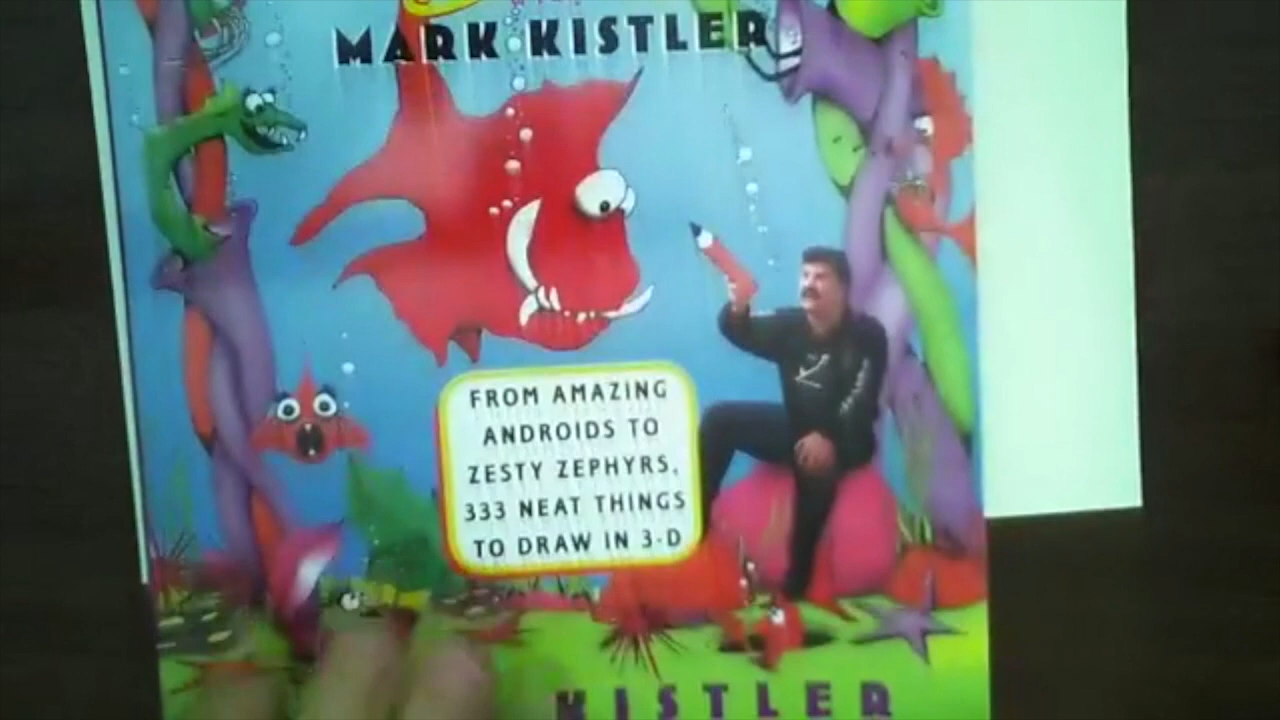 MARK KISTLER
FROM AMAZING
ANDROIDS TO
ZESTY ZEPHYRS,
333 NEAT THINGS
TO DRAW IN 3-D
KISTLER